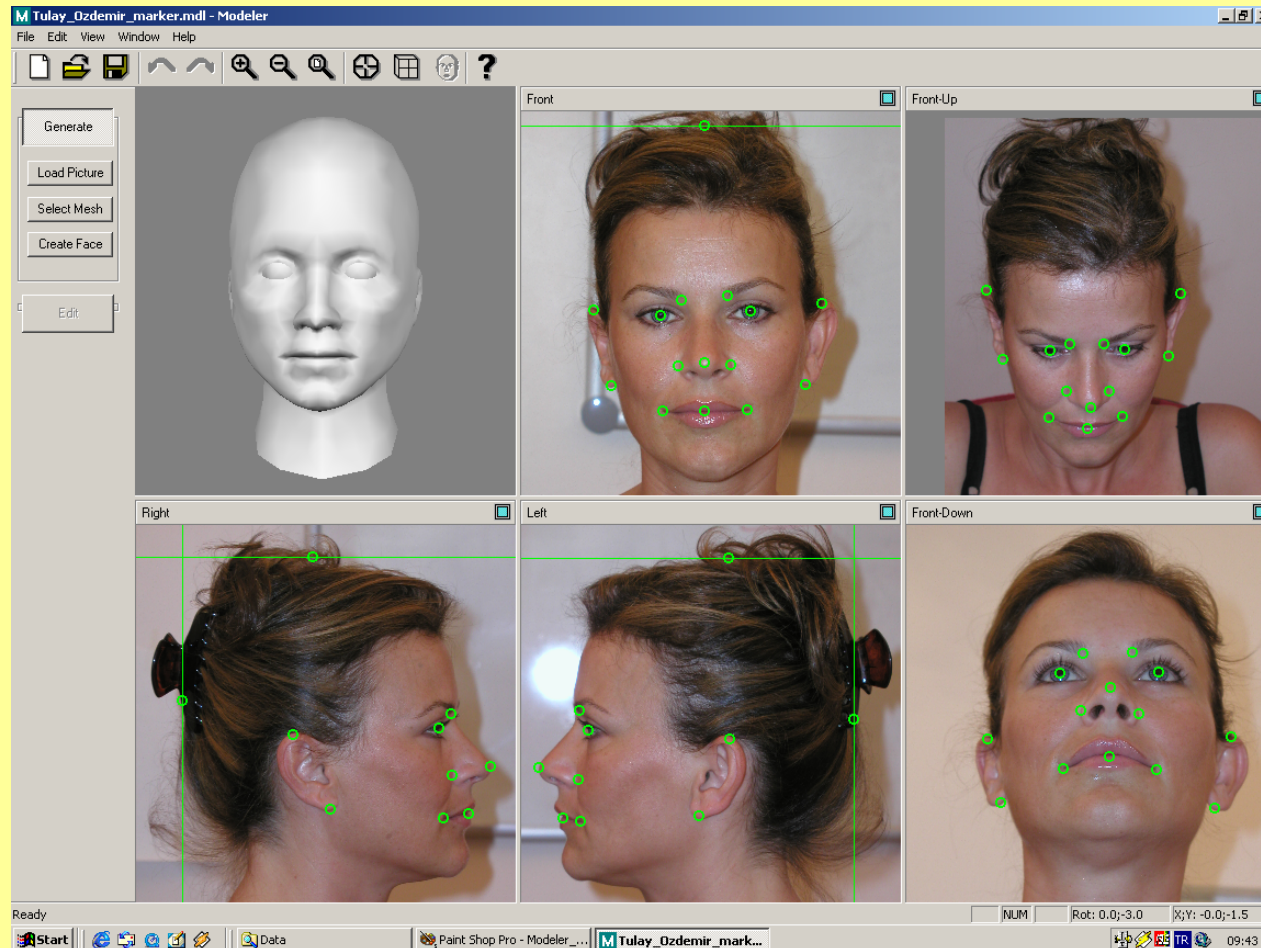 M Tulay_Ozdemir_marker.mdl - Modeler
File Edit View Window Help
Generate
Load Picture
Select Mesh
Create Face
Edit
Front
Front-Up
Right
Left
Front-Down
Ready
NUM
Rot: 0.0;-3.0
X;Y: -0.0;-1.5
Start
Data
Paint Shop Pro - Modeler_...
M Tulay_Ozdemir_mark...
TR
09:43